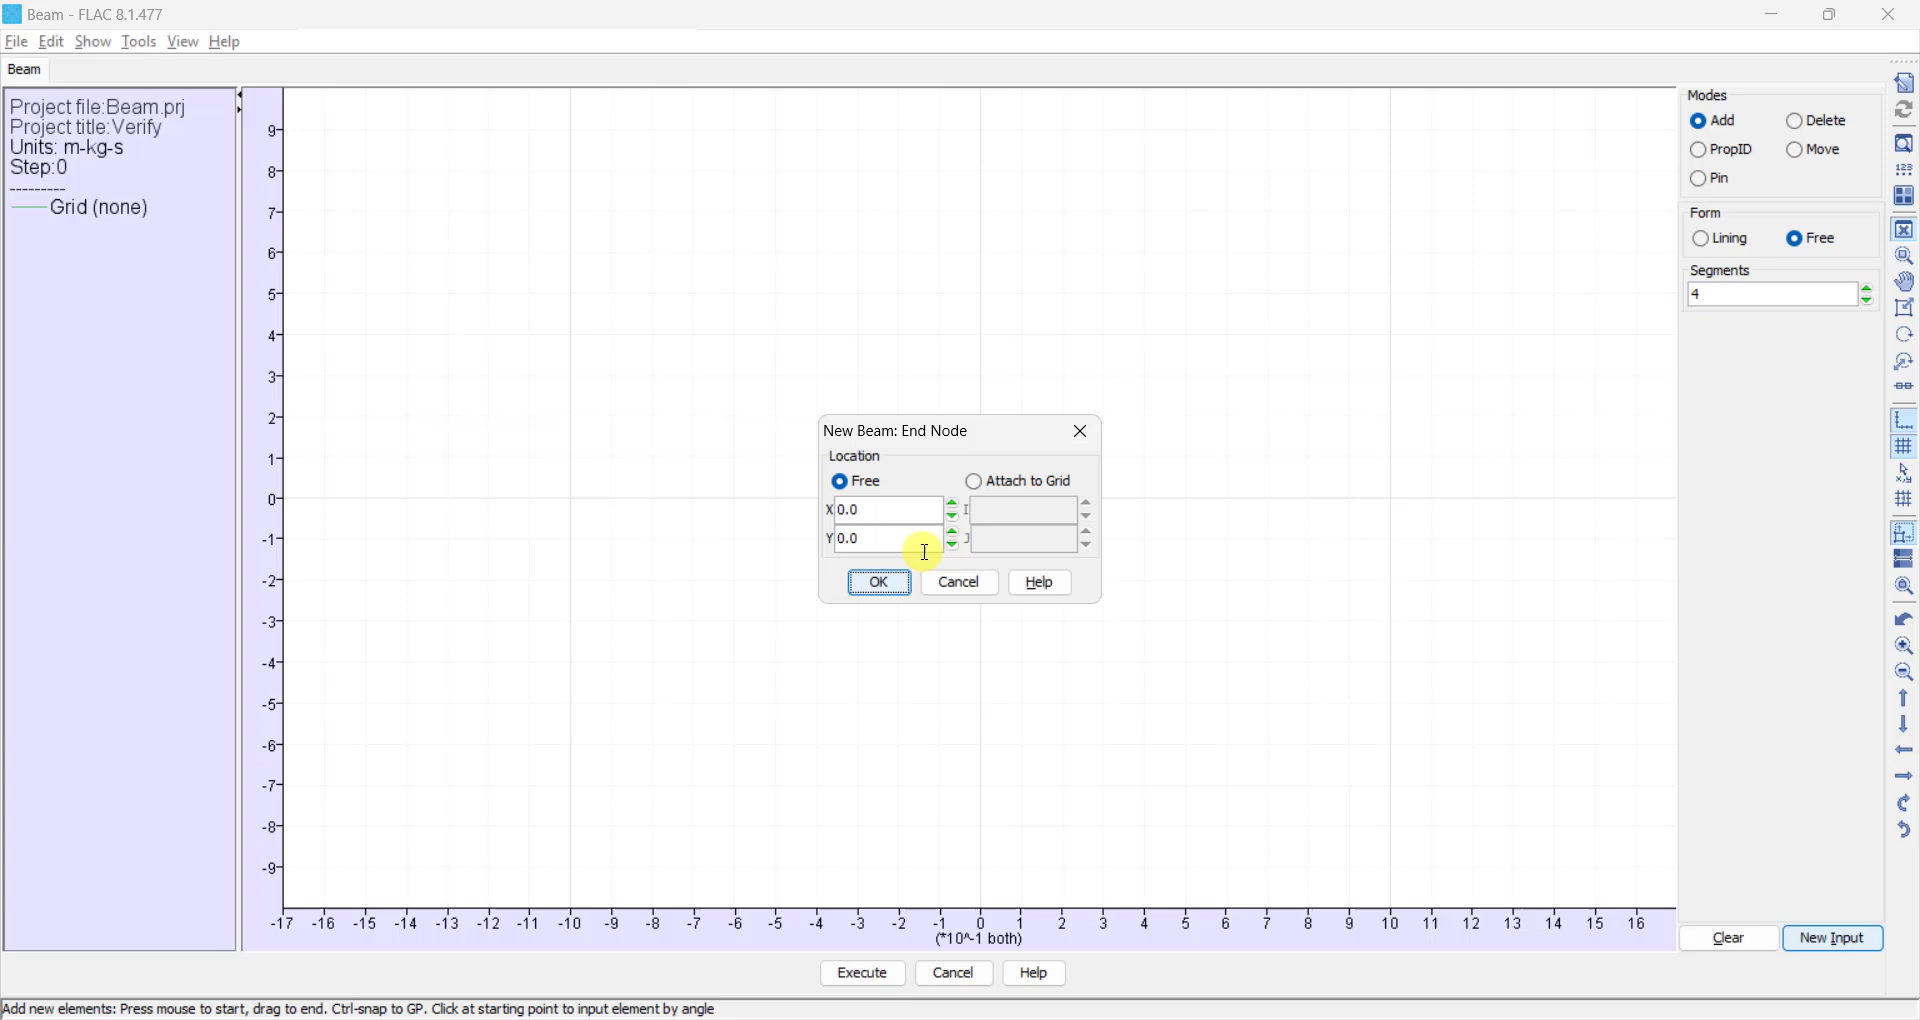 Beam - FLAC 8.1.477
File Edit Show Tools View Help
Beam
Project file:Beam.prj
Project title:Verify
Units: m-kg-s
Step:0
---------
Grid (none)
9
8
7
6
5
4
3
2
1
0
-1
-2
-3
-4
-5
-6
-7
-8
-9
-17 -16 -15 -14 -13 -12 -11 -10 -9 -8 -7 -6 -5 -4 -3 -2 -1 0 1 2 3 4 5 6 7 8 9 10 11 12 13 14 15 16
(*10^-1 both)
New Beam: End Node
Location
Free Attach to Grid
X 0.0 I
Y 0.0 J
OK Cancel Help
Modes
Add Delete
PropID Move
Pin
Form
Lining Free
Segments
4
123
x,y
Clear New Input
Execute Cancel Help
Add new elements: Press mouse to start, drag to end. Ctrl-snap to GP. Click at starting point to input element by angle